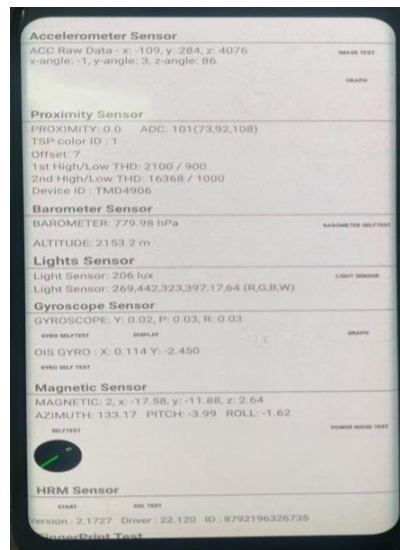 Accelerometer Sensor
ACC Raw Data - x: -109, y: 284, z: 4076
IMAGE TEST
x-angle: -1, y-angle: 3, z-angle: 86
GRAPH
Proximity Sensor
PROXIMITY: 0.0 ADC: 101(73,92,108)
TSP color ID : 1
Offset: 7
1st High/Low THD: 2100 / 900
2nd High/Low THD: 16368 / 1000
Device ID : TMD4906
Barometer Sensor
BAROMETER: 779.98 hPa
BAROMETER SELFTEST
ALTITUDE: 2153.2 m
Lights Sensor
Light Sensor: 206 lux
LIGHT SENSOR
Light Sensor: 269,442,323,397,17,64 (R,G,B,W)
Gyroscope Sensor
GYROSCOPE: Y: 0.02, P: 0.03, R: 0.03
GYRO SELFTEST DISPLAY GRAPH
OIS GYRO : X: 0.114 Y: -2.450
GYRO SELF TEST
Magnetic Sensor
MAGNETIC: 2, x: -17.58, y: -11.88, z: 2.64
AZIMUTH: 133.17 PITCH: -3.99 ROLL: -1.62
SELFTEST POWER NOISE TEST
HRM Sensor
START EOL TEST
Version : 2.1727 Driver : 22.120 ID : 8792196326735
FingerPrint Test